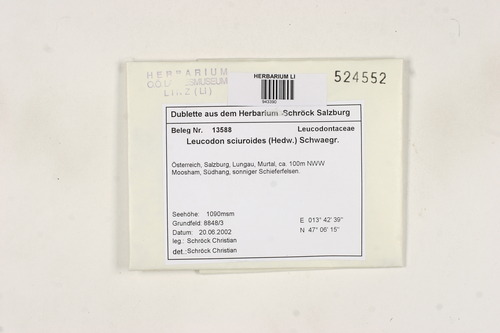 HERBARIUM
LINZ (LI)
HERBARIUM LI
943390
524552
Dublette aus dem Herbarium -Schröck Salzburg
Beleg Nr. 13588 Leucodontaceae
Leucodon sciuroides (Hedw.) Schwaegr.
Österreich, Salzburg, Lungau, Murtal, ca. 100m NWW
Moosham, Südhang, sonniger Schieferfelsen.
Seehöhe: 1090msm E 013° 42' 39"
Grundfeld: 8848/3 N 47° 06' 15"
Datum: 20.06.2002
leg.: Schröck Christian
det.: Schröck Christian